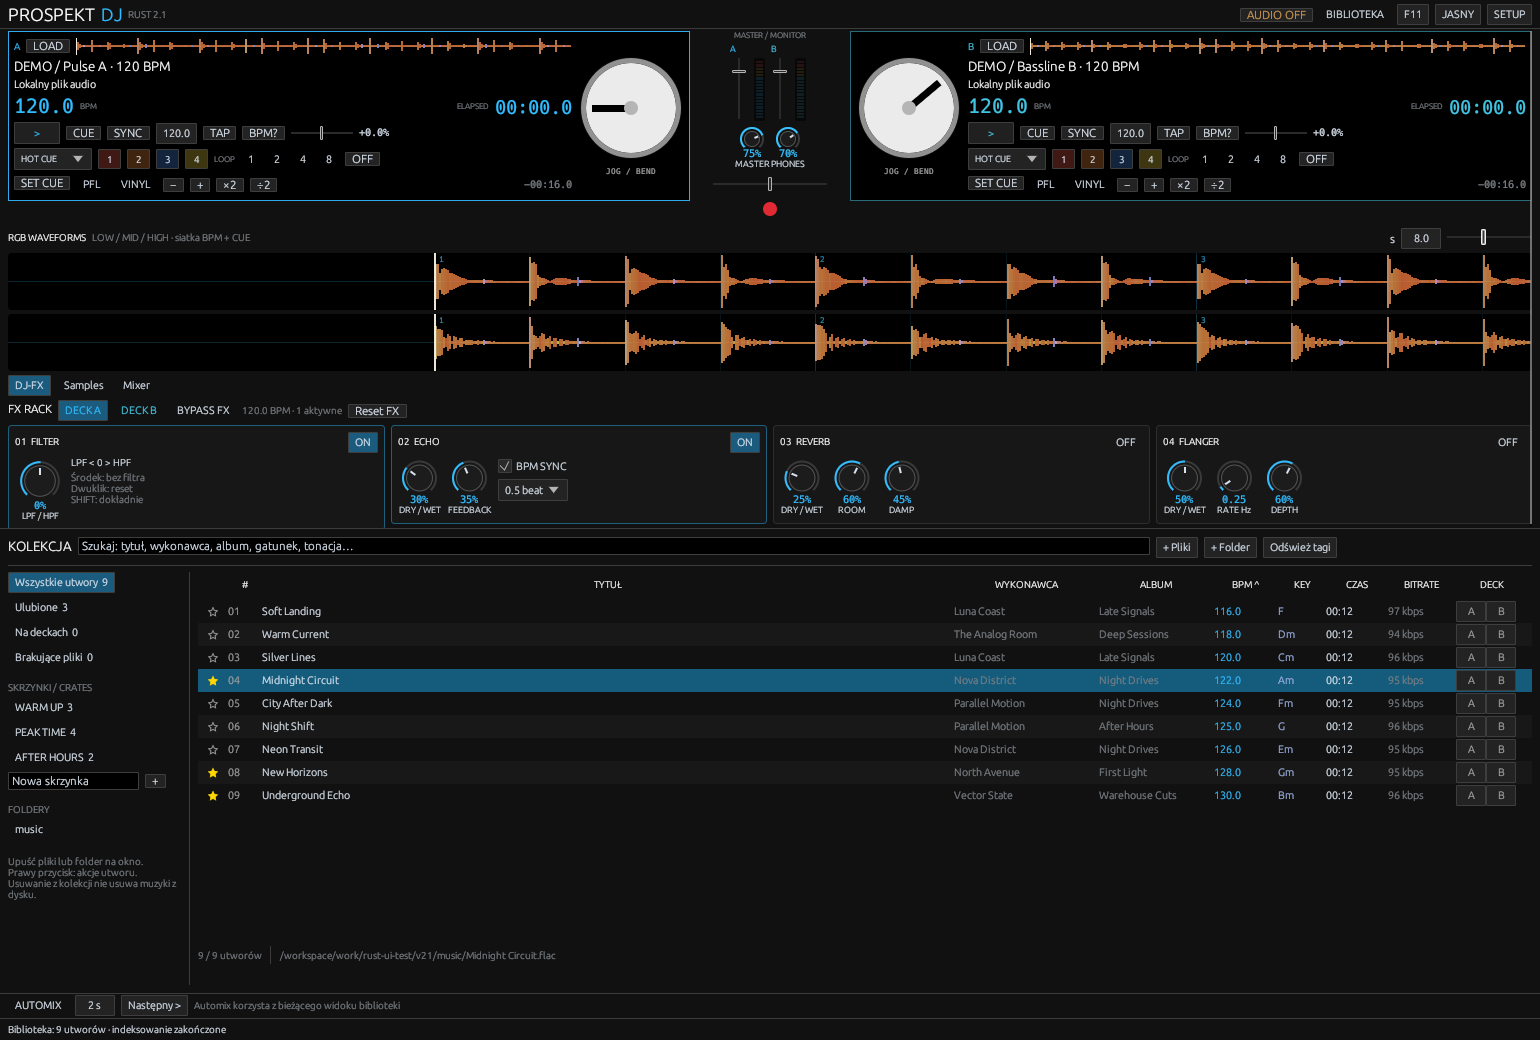 PROSPEKT DJ RUST 2.1 AUDIO OFF BIBLIOTEKA F11 JASNY SETUP
A LOAD
DEMO / Pulse A · 120 BPM
Lokalny plik audio
120.0 BPM ELAPSED 00:00.0
> CUE SYNC 120.0 TAP BPM? +0.0%
HOT CUE 1 2 3 4 LOOP 1 2 4 8 OFF
SET CUE PFL VINYL − + ×2 ÷2 −00:16.0
JOG / BEND
MASTER / MONITOR
A B
75% 70%
MASTER PHONES
B LOAD
DEMO / Bassline B · 120 BPM
Lokalny plik audio
120.0 BPM ELAPSED 00:00.0
> CUE SYNC 120.0 TAP BPM? +0.0%
HOT CUE 1 2 3 4 LOOP 1 2 4 8 OFF
SET CUE PFL VINYL − + ×2 ÷2 −00:16.0
JOG / BEND
RGB WAVEFORMS LOW / MID / HIGH · siatka BPM + CUE s 8.0
1 2 3
1 2 3
DJ-FX Samples Mixer
FX RACK DECK A DECK B BYPASS FX 120.0 BPM · 1 aktywne Reset FX
01 FILTER ON
LPF < 0 > HPF
Środek: bez filtra
Dwuklik: reset
SHIFT: dokładnie
0%
LPF / HPF
02 ECHO ON
BPM SYNC
0.5 beat
30% 35%
DRY / WET FEEDBACK
03 REVERB OFF
25% 60% 45%
DRY / WET ROOM DAMP
04 FLANGER OFF
50% 0.25 60%
DRY / WET RATE Hz DEPTH
KOLEKCJA Szukaj: tytuł, wykonawca, album, gatunek, tonacja... + Pliki + Folder Odśwież tagi
Wszystkie utwory 9
Ulubione 3
Na deckach 0
Brakujące pliki 0
SKRZYNKI / CRATES
WARM UP 3
PEAK TIME 4
AFTER HOURS 2
Nowa skrzynka +
FOLDERY
music
Upuść pliki lub folder na okno.
Prawy przycisk: akcje utworu.
Usuwanie z kolekcji nie usuwa muzyki z
dysku.
# TYTUŁ WYKONAWCA ALBUM BPM ^ KEY CZAS BITRATE DECK
☆ 01 Soft Landing Luna Coast Late Signals 116.0 F 00:12 97 kbps A B
☆ 02 Warm Current The Analog Room Deep Sessions 118.0 Dm 00:12 94 kbps A B
☆ 03 Silver Lines Luna Coast Late Signals 120.0 Cm 00:12 96 kbps A B
★ 04 Midnight Circuit Nova District Night Drives 122.0 Am 00:12 95 kbps A B
☆ 05 City After Dark Parallel Motion Night Drives 124.0 Fm 00:12 95 kbps A B
☆ 06 Night Shift Parallel Motion After Hours 125.0 G 00:12 96 kbps A B
☆ 07 Neon Transit Nova District Night Drives 126.0 Em 00:12 95 kbps A B
★ 08 New Horizons North Avenue First Light 128.0 Gm 00:12 96 kbps A B
★ 09 Underground Echo Vector State Warehouse Cuts 130.0 Bm 00:12 96 kbps A B
9 / 9 utworów /workspace/work/rust-ui-test/v21/music/Midnight Circuit.flac
AUTOMIX 2 s Następny > Automix korzysta z bieżącego widoku biblioteki
Biblioteka: 9 utworów · indeksowanie zakończone